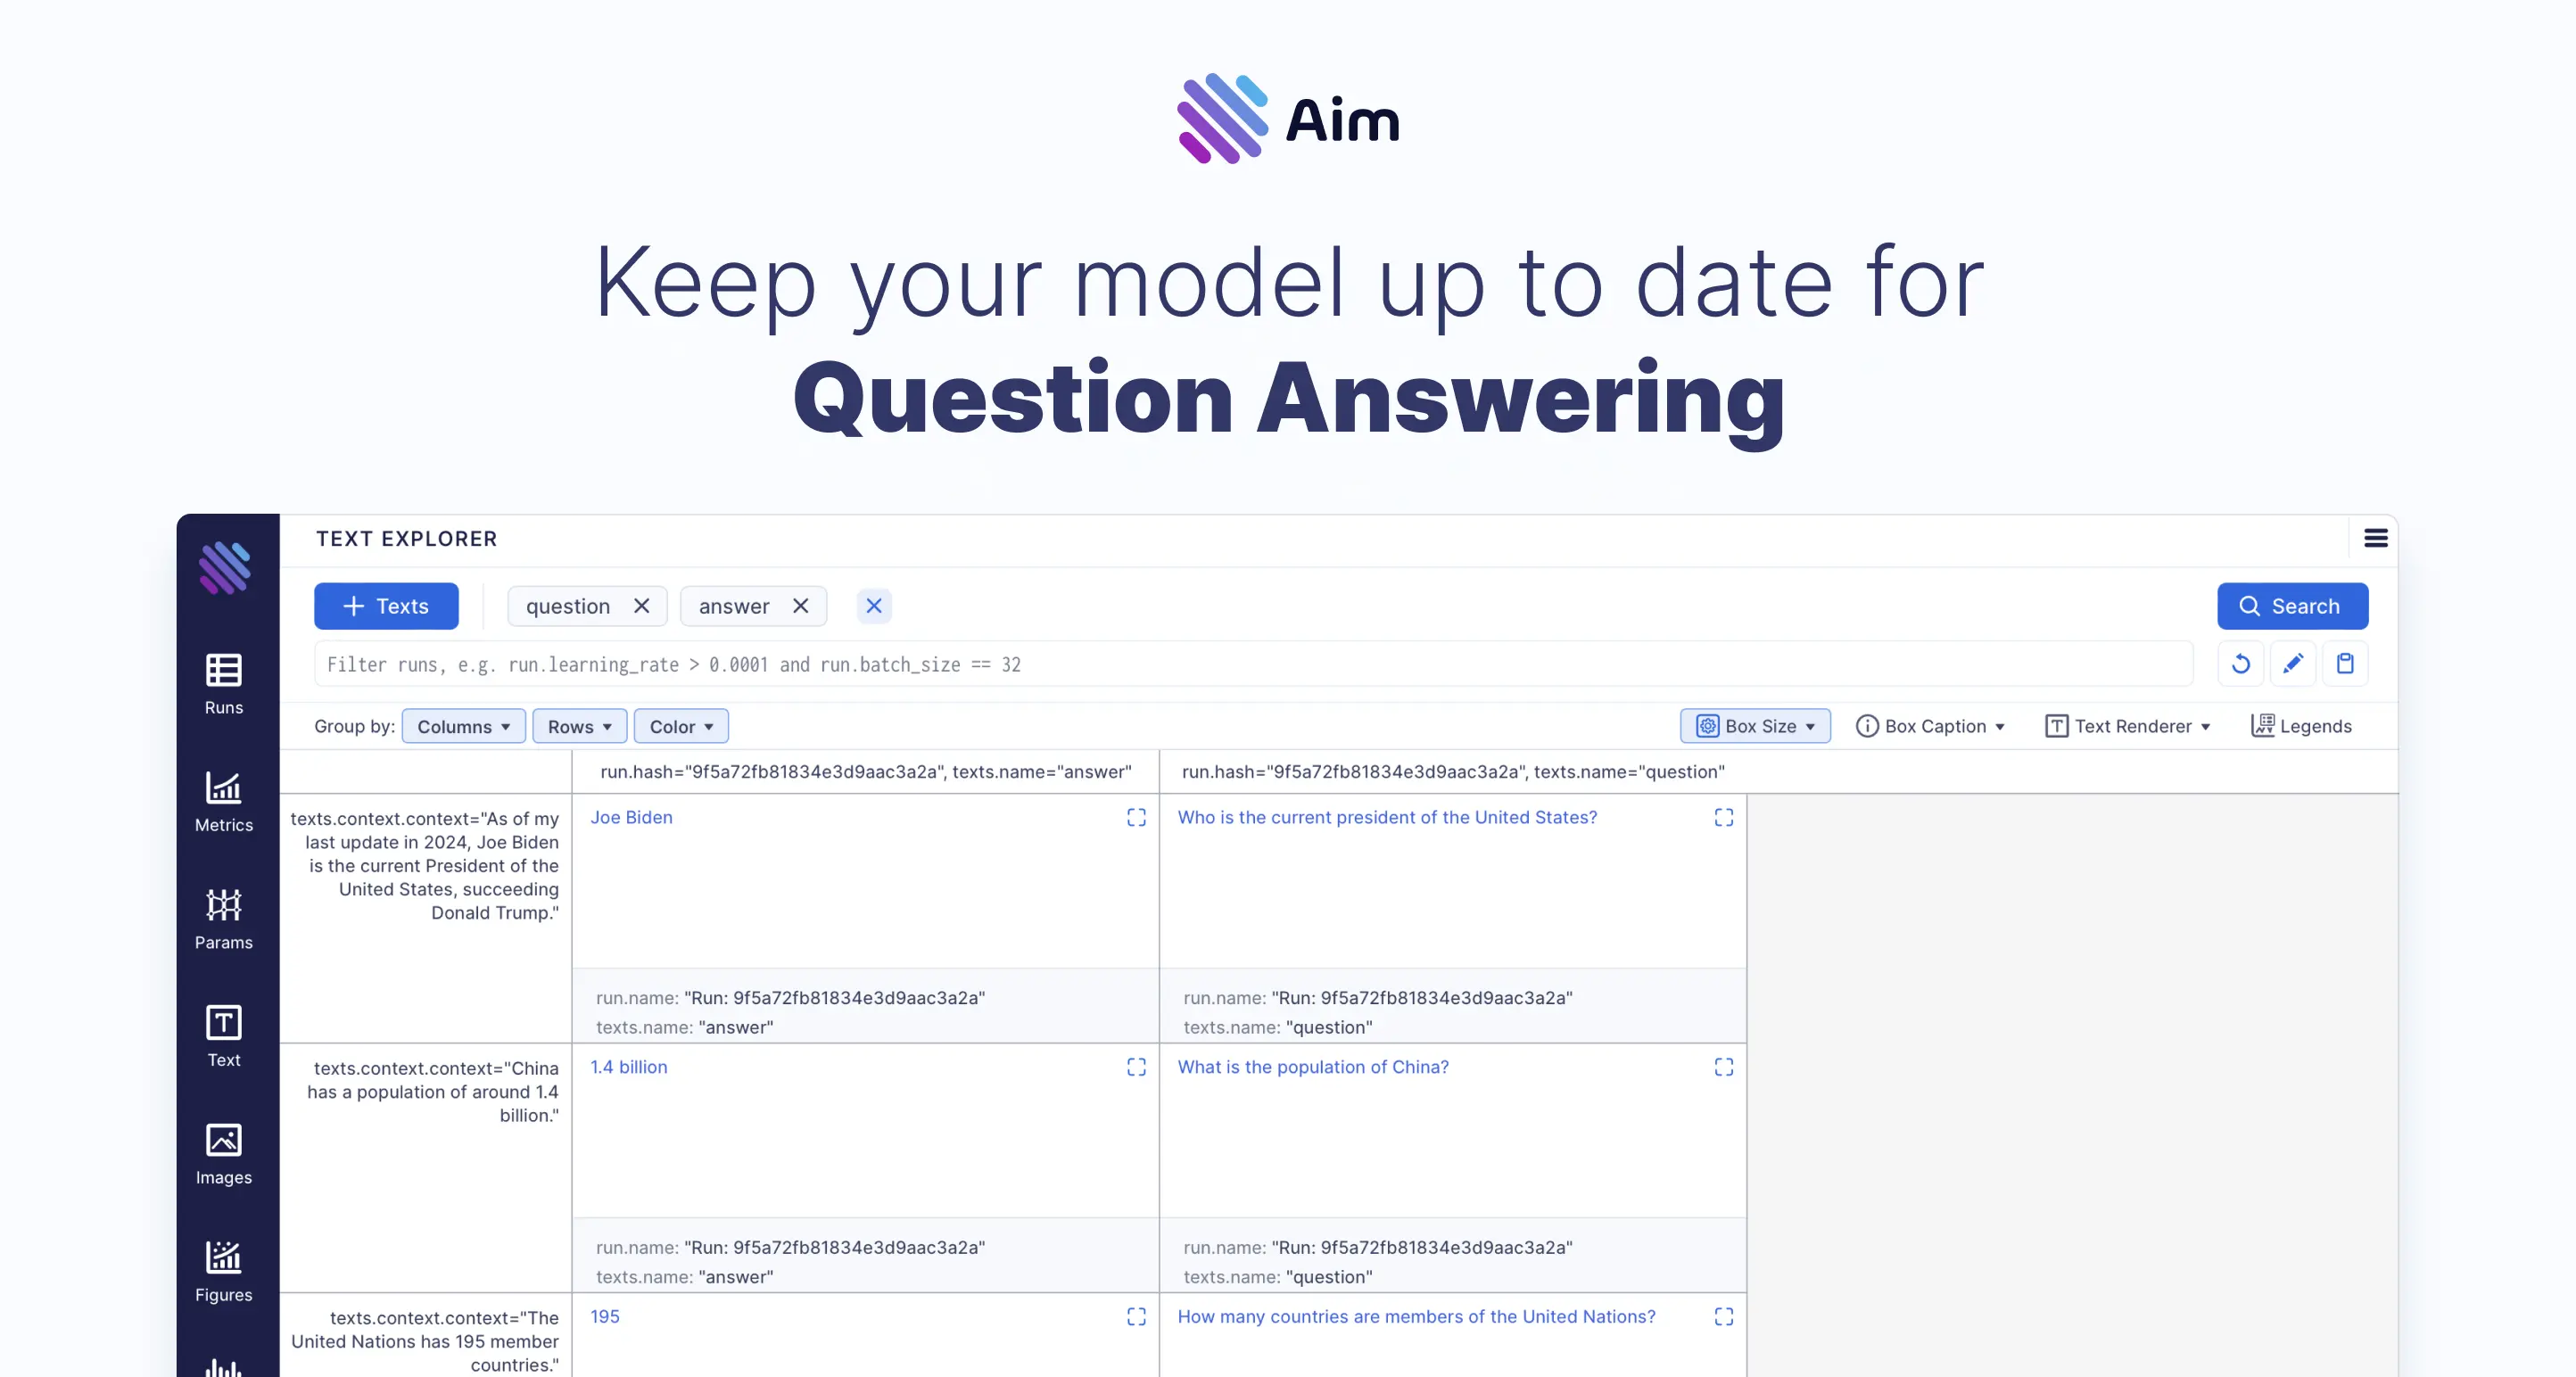 Aim
Keep your model up to date for
Question Answering
TEXT EXPLORER
Texts
question
answer
Search
Filter runs, e.g. run.learning_rate > 0.0001 and run.batch_size == 32
Group by:
Columns
Rows
Color
Box Size
Box Caption
Text Renderer
Legends
Runs
Metrics
Params
Text
Images
Figures
run.hash="9f5a72fb81834e3d9aac3a2a", texts.name="answer"
run.hash="9f5a72fb81834e3d9aac3a2a", texts.name="question"
texts.context.context="As of my
last update in 2024, Joe Biden
is the current President of the
United States, succeeding
Donald Trump."
Joe Biden
run.name: "Run: 9f5a72fb81834e3d9aac3a2a"
texts.name: "answer"
Who is the current president of the United States?
run.name: "Run: 9f5a72fb81834e3d9aac3a2a"
texts.name: "question"
texts.context.context="China
has a population of around 1.4
billion."
1.4 billion
run.name: "Run: 9f5a72fb81834e3d9aac3a2a"
texts.name: "answer"
What is the population of China?
run.name: "Run: 9f5a72fb81834e3d9aac3a2a"
texts.name: "question"
texts.context.context="The
United Nations has 195 member
countries."
195
How many countries are members of the United Nations?